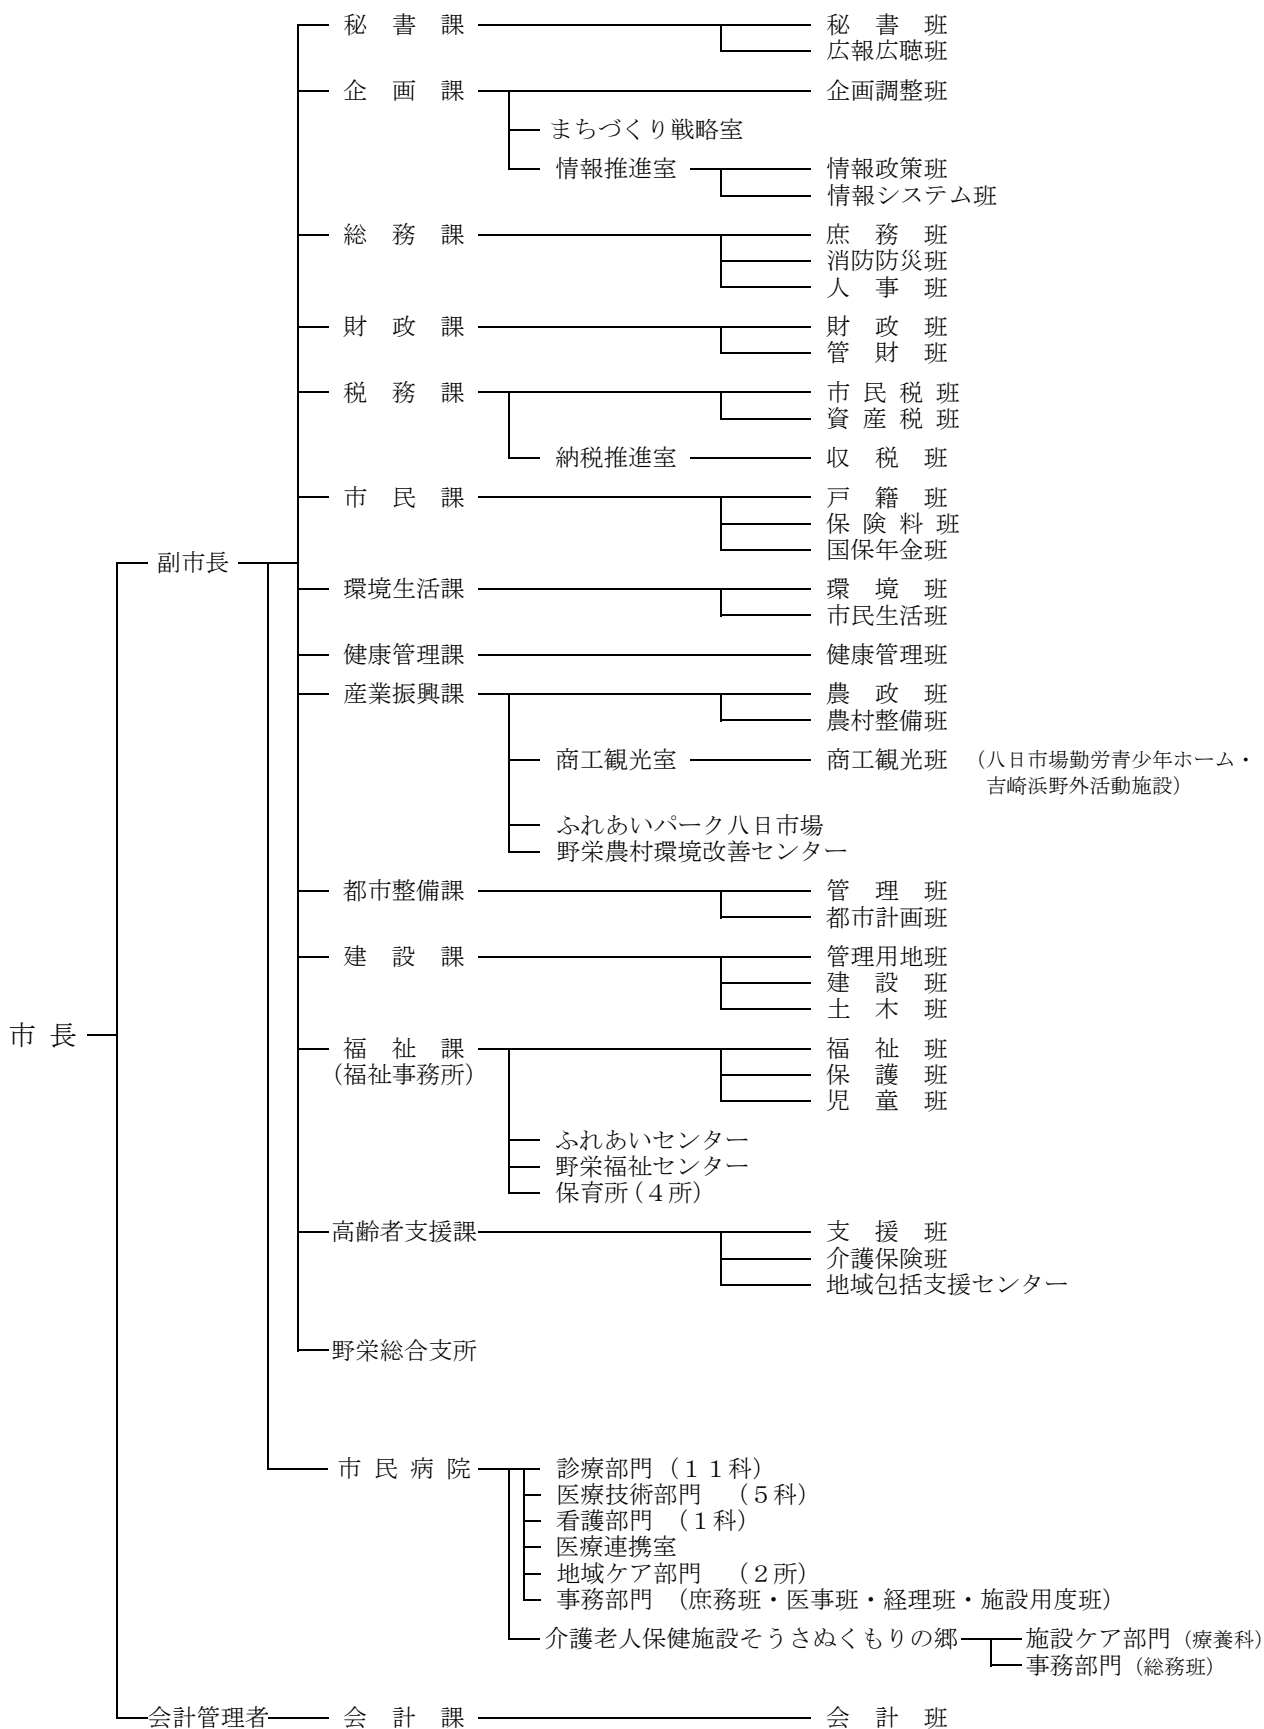 秘書課 秘書班
広報広聴班
企画課 企画調整班
まちづくり戦略室
情報推進室 情報政策班
情報システム班
総務課 庶務班
消防防災班
人事班
財政課 財政班
管財班
税務課 市民税班
資産税班
納税推進室 収税班
市民課 戸籍班
保険料班
国保年金班
副市長
環境生活課 環境班
市民生活班
健康管理課 健康管理班
産業振興課 農政班
農村整備班
商工観光室 商工観光班 (八日市場勤労青少年ホーム・
吉崎浜野外活動施設)
ふれあいパーク八日市場
野栄農村環境改善センター
都市整備課 管理班
都市計画班
建設課 管理用地班
建設班
土木班
市長
福祉課 福祉班
(福祉事務所) 保護班
児童班
ふれあいセンター
野栄福祉センター
保育所(4所)
高齢者支援課 支援班
介護保険班
地域包括支援センター
野栄総合支所
市民病院 診療部門(11科)
医療技術部門 (5科)
看護部門 (1科)
医療連携室
地域ケア部門 (2所)
事務部門 (庶務班・医事班・経理班・施設用度班)
介護老人保健施設そうさぬくもりの郷 施設ケア部門(療養科)
事務部門(総務班)
会計管理者 会計課 会計班